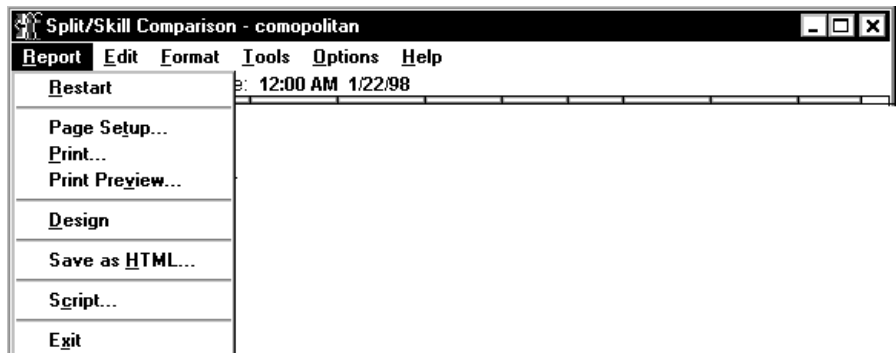 Split/Skill Comparison - comopolitan
Report Edit Format Tools Options Help
Restart
12:00 AM 1/22/98
Page Setup...
Print...
Print Preview...
Design
Save as HTML...
Script...
Exit